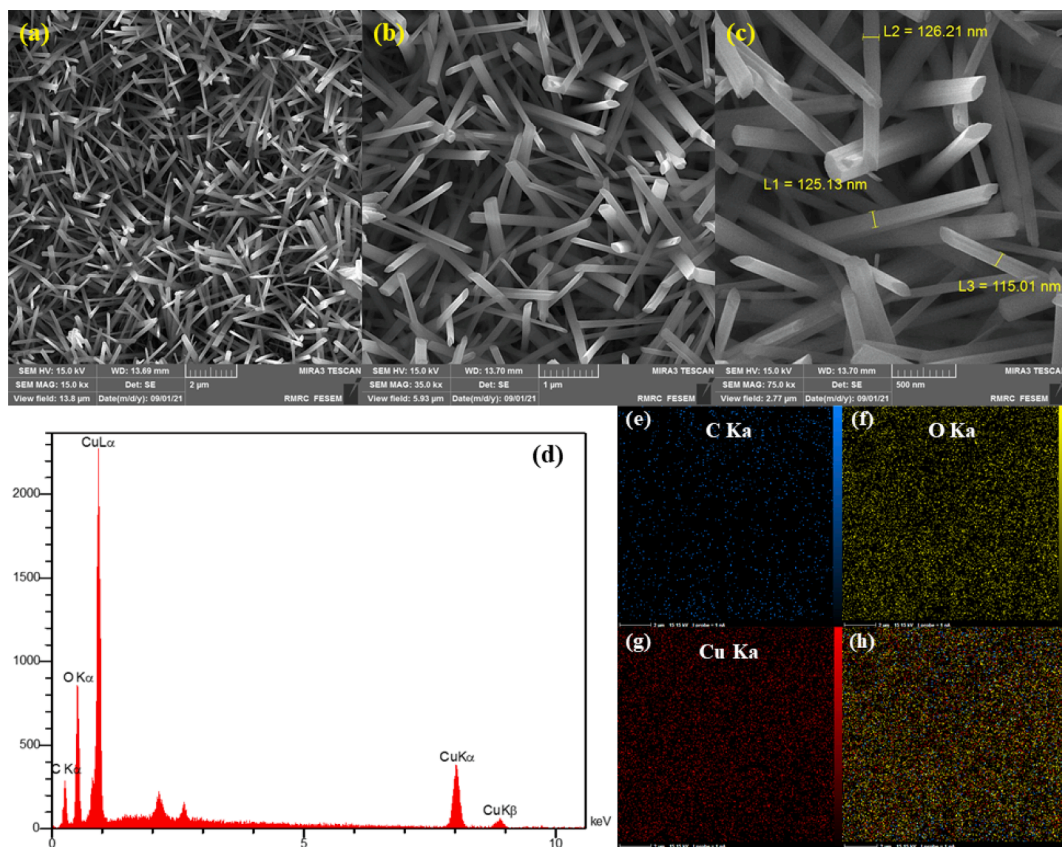 (a)
SEM HV: 15.0 kV WD: 13.69 mm MIRA3 TESCAN
SEM MAG: 15.0 kx Det: SE 2 µm
View field: 13.8 µm Date(m/d/y): 09/01/21 RMRC FESEM
(b)
SEM HV: 15.0 kV WD: 13.70 mm MIRA3 TESCAN
SEM MAG: 35.0 kx Det: SE 1 µm
View field: 5.93 µm Date(m/d/y): 09/01/21 RMRC FESEM
(c)
L2 = 126.21 nm
L1 = 125.13 nm
L3 = 115.01 nm
SEM HV: 15.0 kV WD: 13.70 mm MIRA3 TESCAN
SEM MAG: 75.0 kx Det: SE 500 nm
View field: 2.77 µm Date(m/d/y): 09/01/21 RMRC FESEM
(d)
CuLα
2000
1500
1000
OKα
500
CKα
CuKα
CuKβ
0
0 5 10 keV
(e) C Ka
(f) O Ka
(g) Cu Ka
(h)